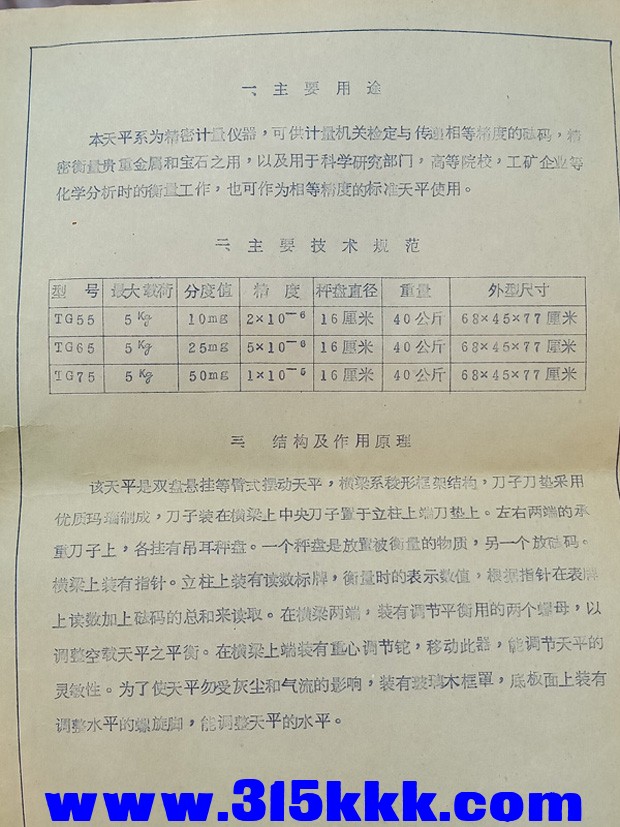 一、主要用途
本天平系为精密计量仪器，可供计量机关检定与传递相等精度的砝码，精
密衡量贵重金属和宝石之用，以及用于科学研究部门，高等院校，工矿企业等
化学分析时的衡量工作，也可作为相等精度的标准天平使用。
二、主要技术规范
型 号 最大载荷 分度值 精 度 秤盘直径 重量 外型尺寸
TG55 5Kg 10mg 2×10⁻⁶ 16厘米 40公斤 68×45×77厘米
TG65 5Kg 25mg 5×10⁻⁶ 16厘米 40公斤 68×45×77厘米
TG75 5Kg 50mg 1×10⁻⁵ 16厘米 40公斤 68×45×77厘米
三、结构及作用原理
该天平是双盘悬挂等臂式摆动天平，横梁系棱形框架结构，刀子刀垫采用
优质玛瑙制成，刀子装在横梁上中央刀子置于立柱上端刀垫上。左右两端的承
重刀子上，各挂有吊耳秤盘。一个秤盘是放置被衡量的物质，另一个放砝码。
横梁上装有指针。立柱上装有读数标牌，衡量时的表示数值，根据指针在表牌
上读数加上砝码的总和来读取。在横梁两端，装有调节平衡用的两个螺母，以
调整空载天平之平衡。在横梁上端装有重心调节铊，移动此器，能调节天平的
灵敏性。为了使天平勿受灰尘和气流的影响，装有玻璃木框罩，底板面上装有
调整水平的螺旋脚，能调整天平的水平。
www.315kkk.com